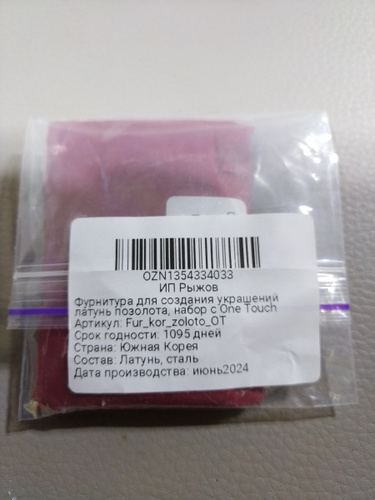 OZN1354334033
ИП Рыжов
Фурнитура для создания украшений
латунь позолота, набор с One Touch
Артикул: Fur_kor_zoloto_OT
Срок годности: 1095 дней
Страна: Южная Корея
Состав: Латунь, сталь
Дата производства: июнь2024